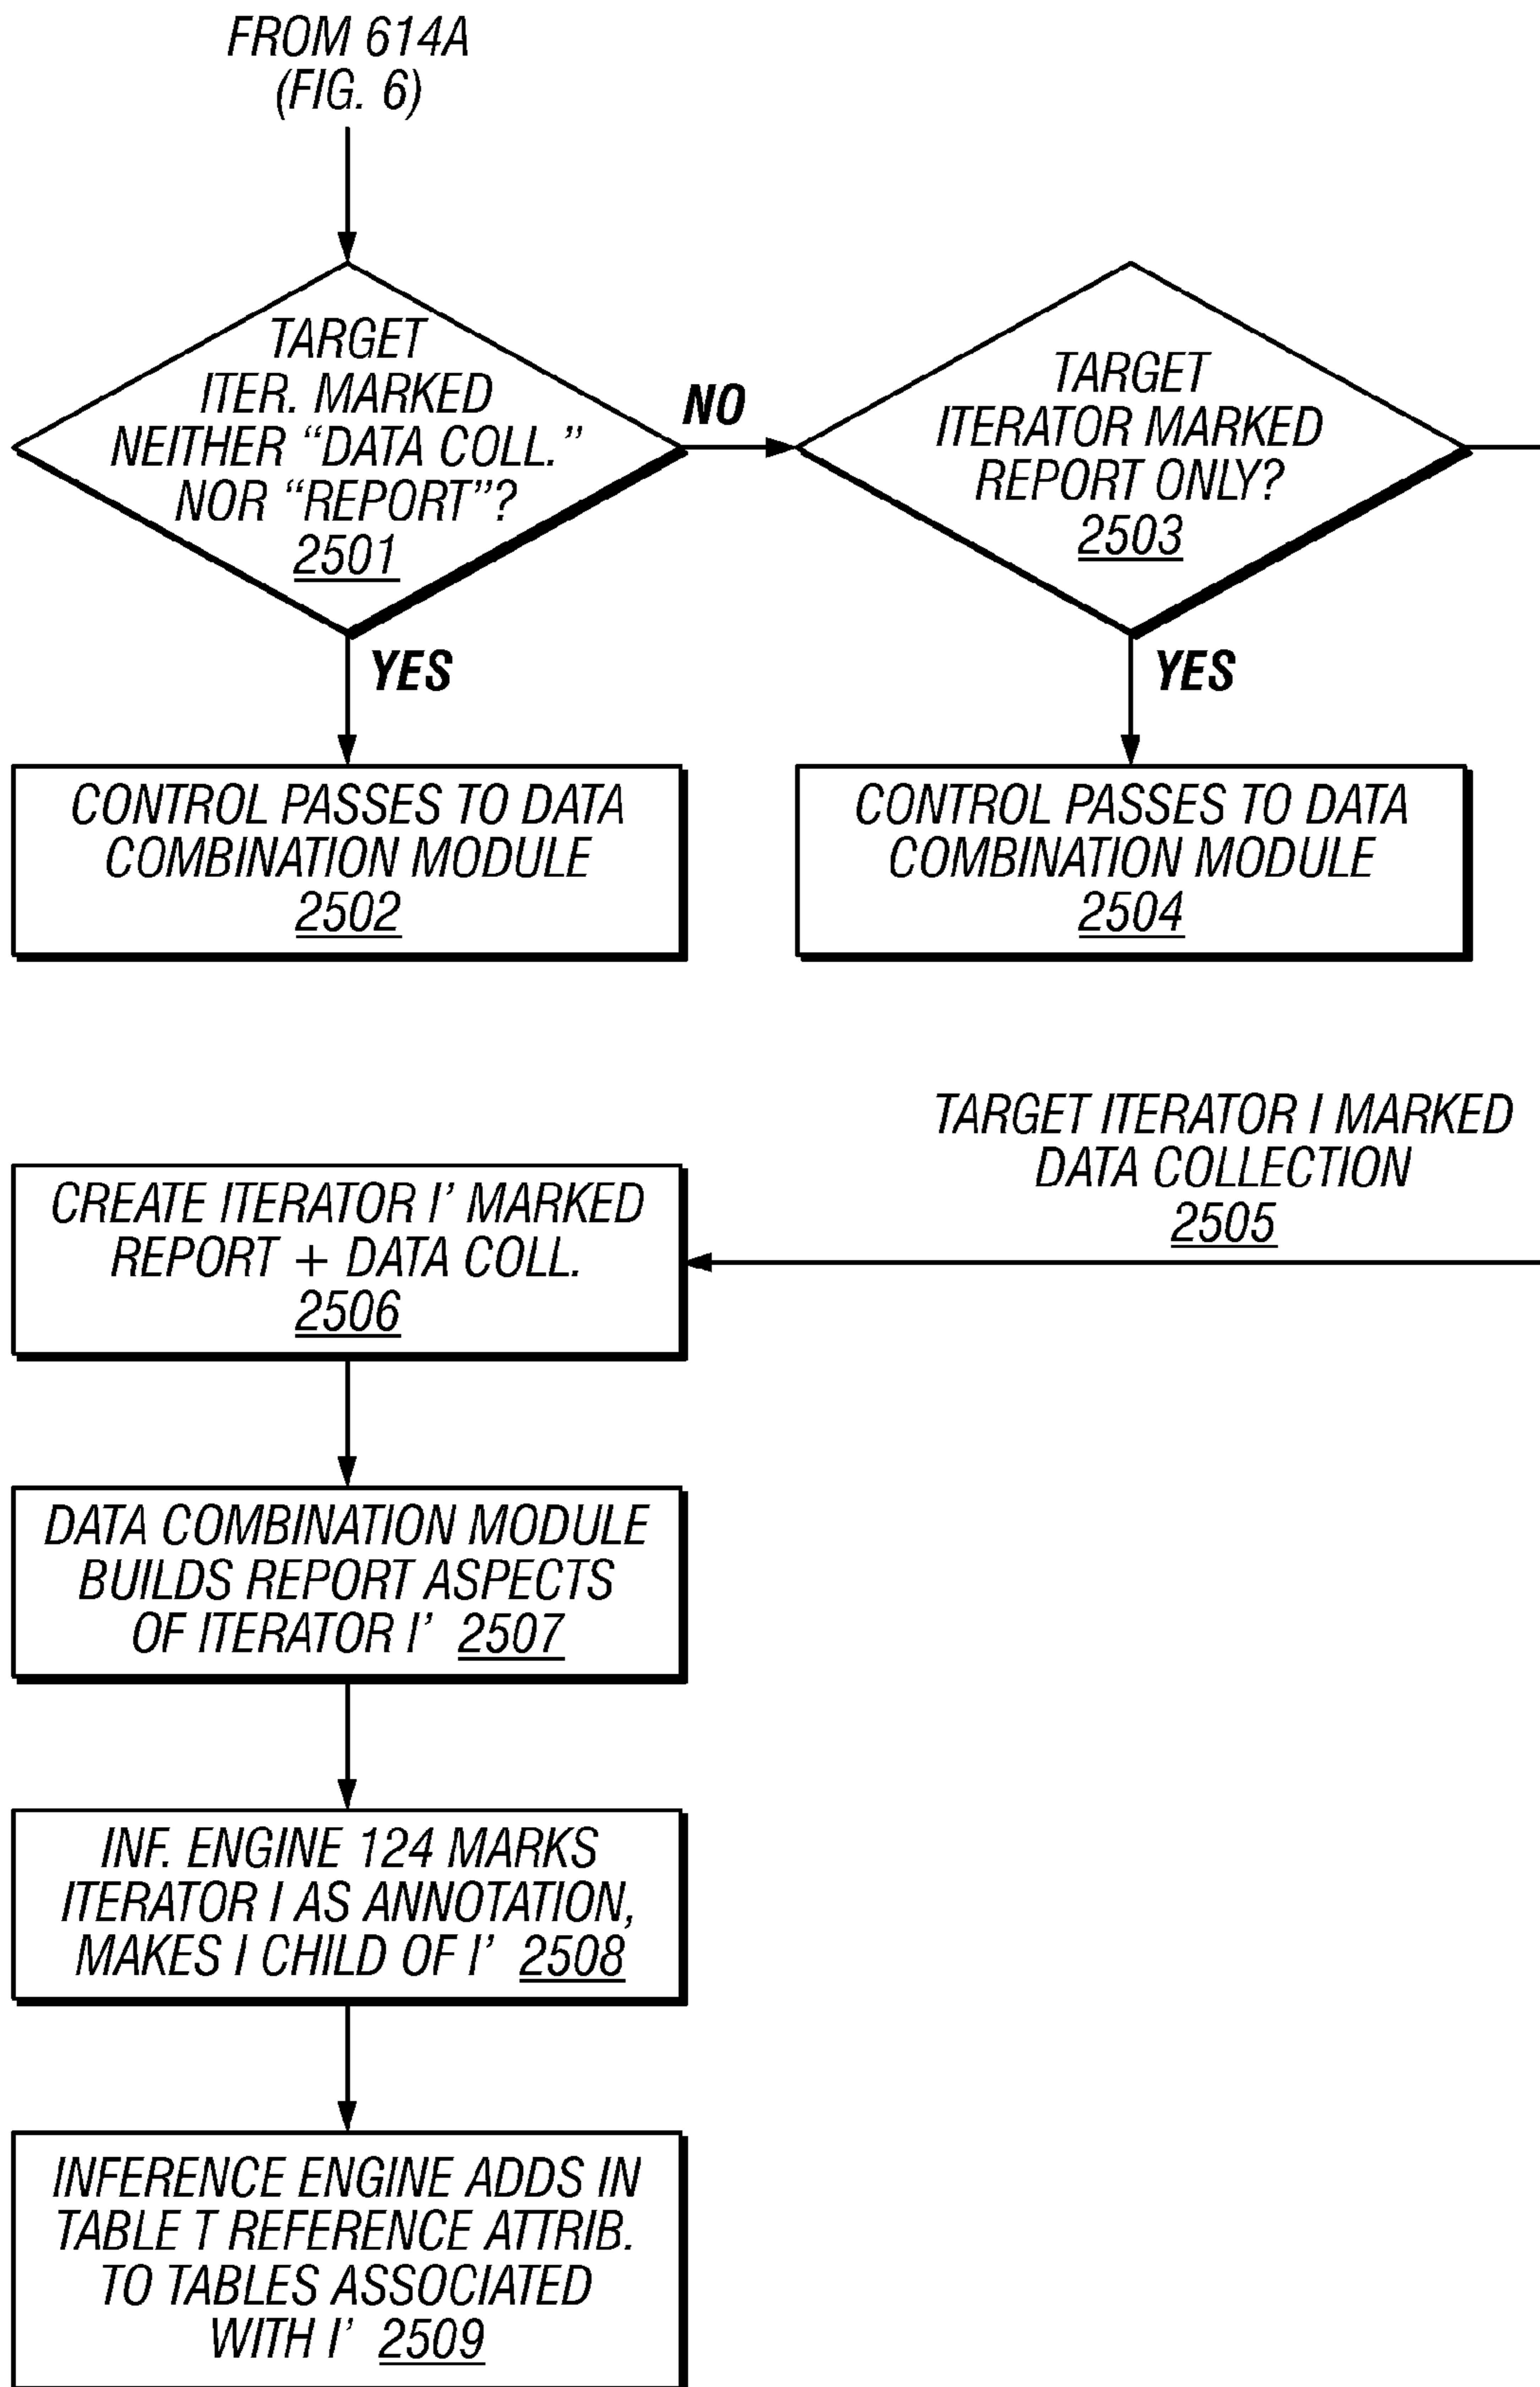 FROM 614A
(FIG. 6)
TARGET
ITER. MARKED
NEITHER “DATA COLL.”
NOR “REPORT”?
2501
NO
TARGET
ITERATOR MARKED
REPORT ONLY?
2503
YES
YES
CONTROL PASSES TO DATA
COMBINATION MODULE
2502
CONTROL PASSES TO DATA
COMBINATION MODULE
2504
TARGET ITERATOR I MARKED
DATA COLLECTION
2505
CREATE ITERATOR I' MARKED
REPORT + DATA COLL.
2506
DATA COMBINATION MODULE
BUILDS REPORT ASPECTS
OF ITERATOR I' 2507
INF. ENGINE 124 MARKS
ITERATOR I AS ANNOTATION,
MAKES I CHILD OF I' 2508
INFERENCE ENGINE ADDS IN
TABLE T REFERENCE ATTRIB.
TO TABLES ASSOCIATED
WITH I' 2509